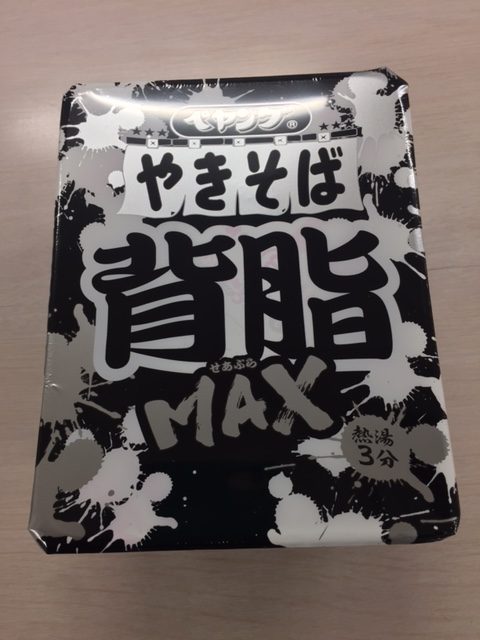 ペヤング®
やきそば
背脂
せあぶら
MAX
熱湯
3分